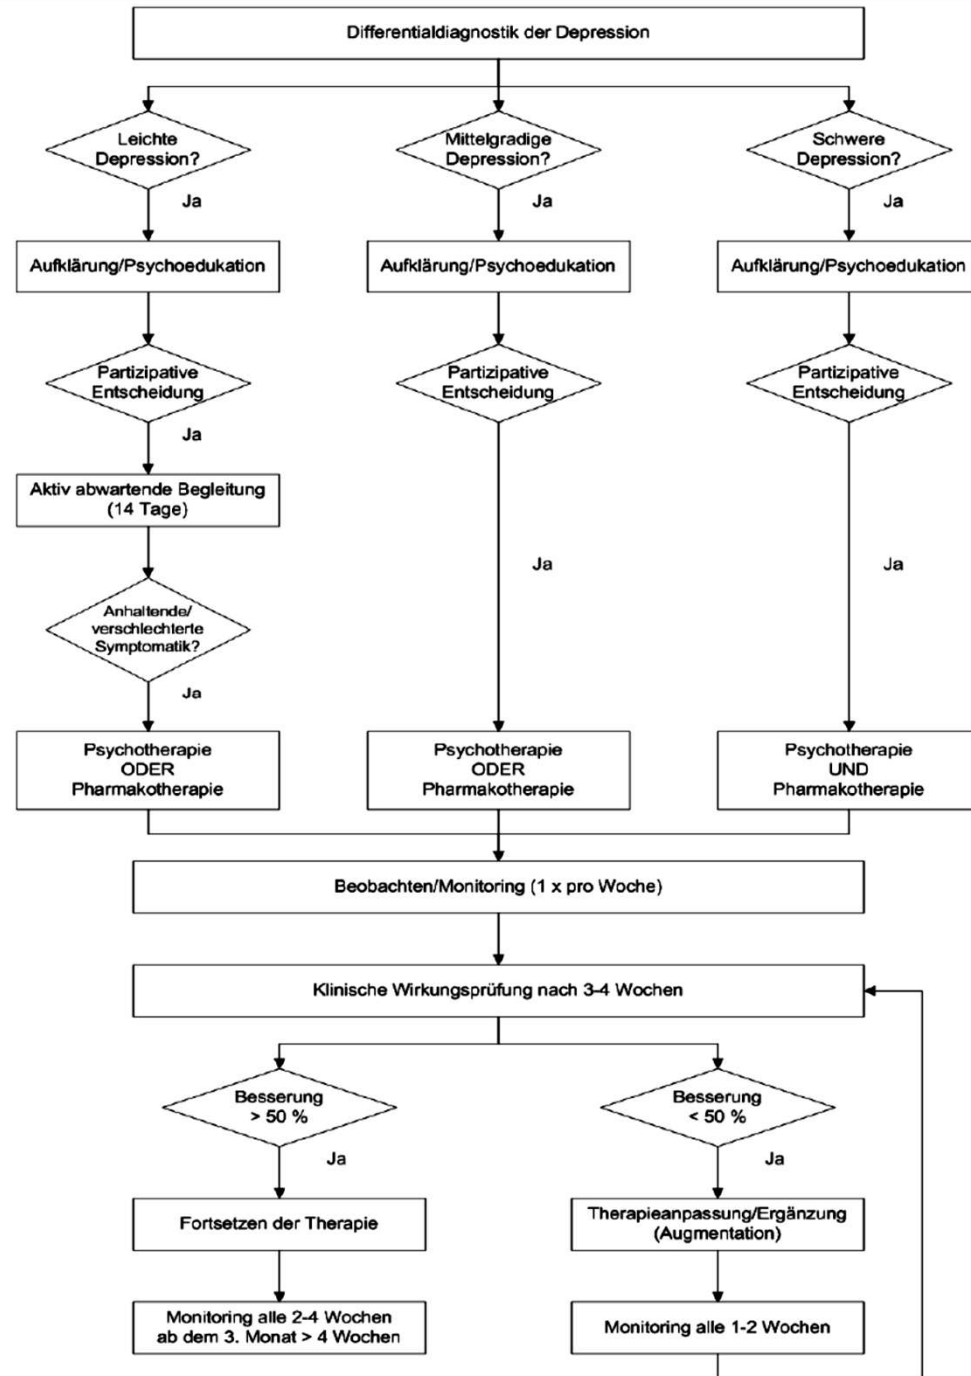 Differentialdiagnostik der Depression
Leichte
Depression?
Mittelgradige
Depression?
Schwere
Depression?
Ja
Ja
Ja
Aufklärung/Psychoedukation
Aufklärung/Psychoedukation
Aufklärung/Psychoedukation
Partizipative
Entscheidung
Partizipative
Entscheidung
Partizipative
Entscheidung
Ja
Aktiv abwartende Begleitung
(14 Tage)
Ja
Ja
Anhaltende/
verschlechterte
Symptomatik?
Ja
Psychotherapie
ODER
Pharmakotherapie
Psychotherapie
ODER
Pharmakotherapie
Psychotherapie
UND
Pharmakotherapie
Beobachten/Monitoring (1 x pro Woche)
Klinische Wirkungsprüfung nach 3-4 Wochen
Besserung
> 50 %
Besserung
< 50 %
Ja
Ja
Fortsetzen der Therapie
Therapieanpassung/Ergänzung
(Augmentation)
Monitoring alle 2-4 Wochen
ab dem 3. Monat > 4 Wochen
Monitoring alle 1-2 Wochen